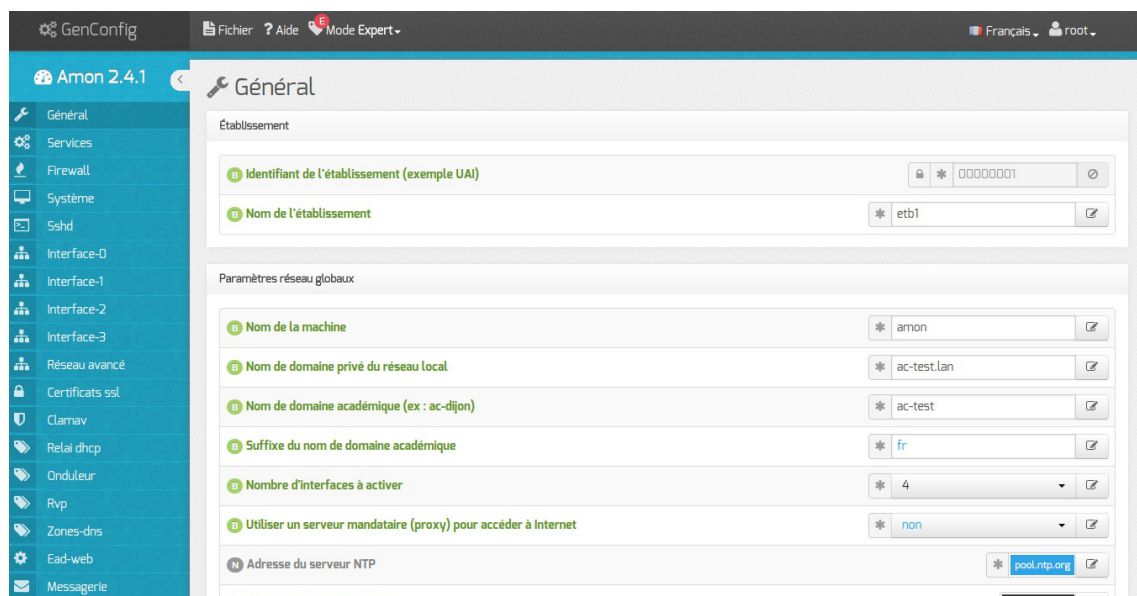 GenConfig
Fichier ? Aide E Mode Expert
Français
root
Amon 2.4.1
Général
Services
Firewall
Système
Sshd
Interface-0
Interface-1
Interface-2
Interface-3
Réseau avancé
Certificats ssl
Clamav
Relai dhcp
Onduleur
Rvp
Zones-dns
Ead-web
Messagerie
Général
Établissement
B Identifiant de l'établissement (exemple UAI)
00000001
B Nom de l'établissement
etb1
Paramètres réseau globaux
B Nom de la machine
amon
B Nom de domaine privé du réseau local
ac-test.lan
B Nom de domaine académique (ex : ac-dijon)
ac-test
B Suffixe du nom de domaine académique
fr
B Nombre d'interfaces à activer
4
B Utiliser un serveur mandataire (proxy) pour accéder à Internet
non
N Adresse du serveur NTP
pool.ntp.org